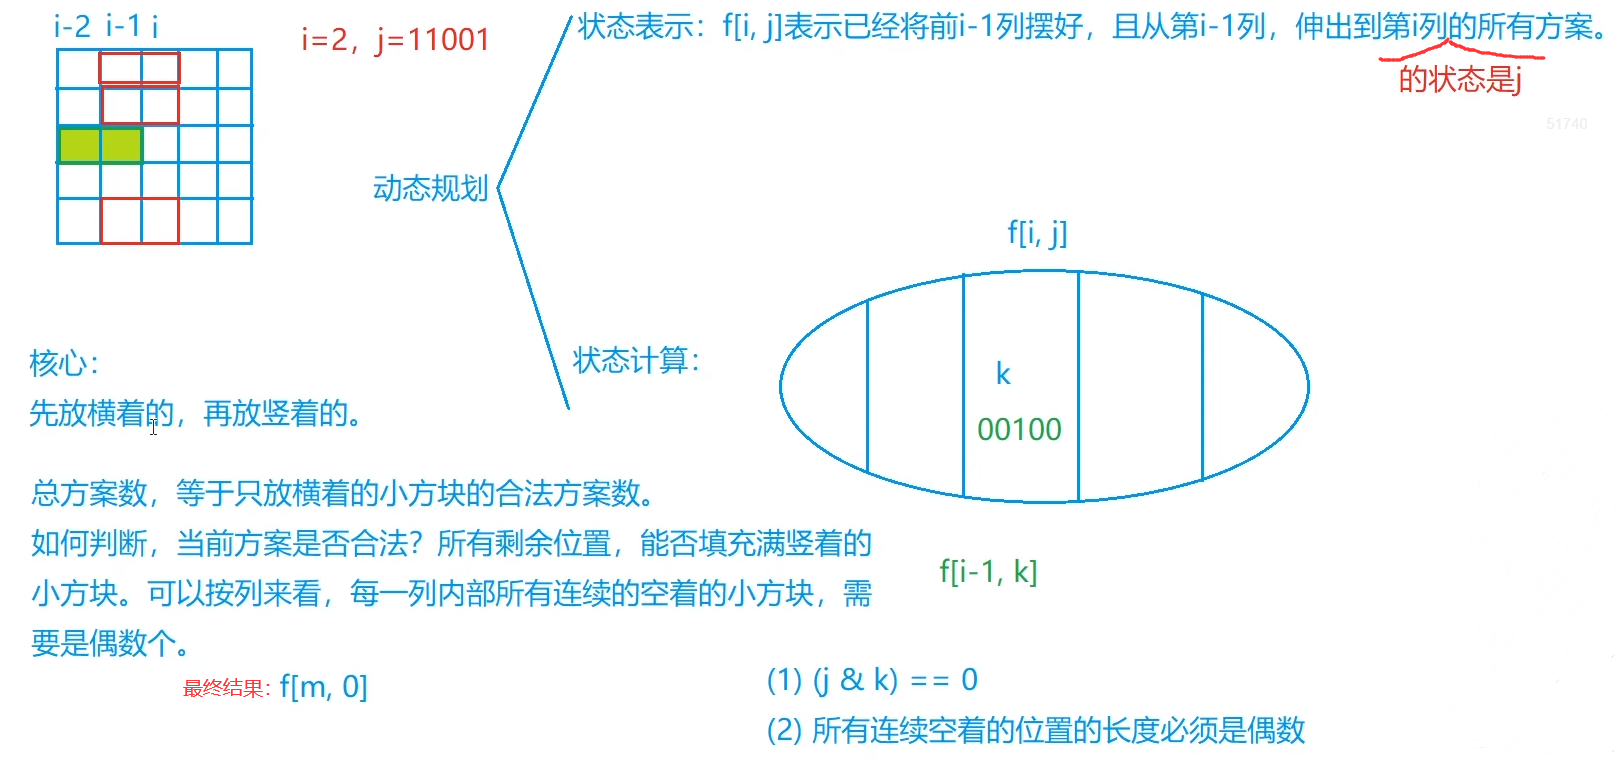 i-2 i-1 i
i=2，j=11001
状态表示：f[i, j]表示已经将前i-1列摆好，且从第i-1列，伸出到第i列的所有方案。
的状态是j
51740
动态规划
f[i, j]
状态计算：
k
00100
核心：
先放横着的，再放竖着的。
总方案数，等于只放横着的小方块的合法方案数。
如何判断，当前方案是否合法？所有剩余位置，能否填充满竖着的
小方块。可以按列来看，每一列内部所有连续的空着的小方块，需
要是偶数个。
f[i-1, k]
最终结果：f[m, 0]
(1) (j & k) == 0
(2) 所有连续空着的位置的长度必须是偶数